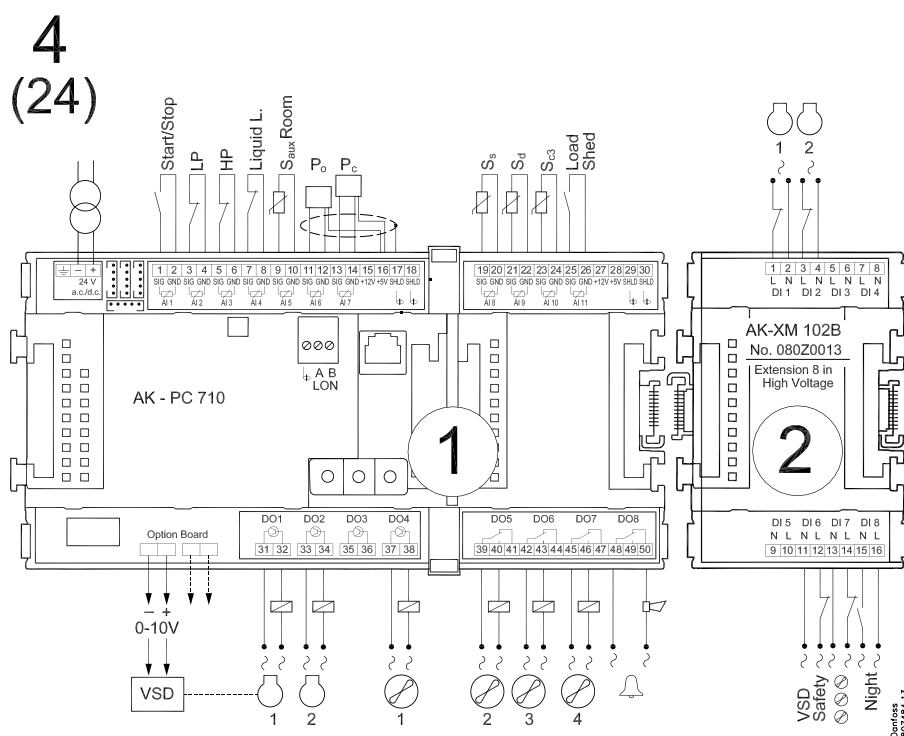 4
(24)
Start/Stop
LP
HP
Liquid L.
Saux Room
Po
Pc
Ss
Sd
Sc3
Load
Shed
1 2
24 V
a.c./d.c.
1 2 3 4 5 6 7 8 9 10 11 12 13 14 15 16 17 18
SIG GND SIG GND SIG GND SIG GND SIG GND SIG GND SIG GND +12V +5V SHLD SHLD
AI 1 AI 2 AI 3 AI 4 AI 5 AI 6 AI 7
19 20 21 22 23 24 25 26 27 28 29 30
SIG GND SIG GND SIG GND SIG GND +12V +5V SHLD SHLD
AI 8 AI 9 AI 10 AI 11
1 2 3 4 5 6 7 8
N L N L N L N L
DI 1 DI 2 DI 3 DI 4
AK - PC 710
A B
LON
1
AK-XM 102B
No. 080Z0013
Extension 8 in
High Voltage
2
Option Board
DO1 DO2 DO3 DO4
31 32 33 34 35 36 37 38
DO5 DO6 DO7 DO8
39 40 41 42 43 44 45 46 47 48 49 50
DI 5 DI 6 DI 7 DI 8
N L N L N L N L
9 10 11 12 13 14 15 16
– +
0-10V
VSD
1 2 1 2 3 4
VSD
Safety
Night
Danfoss